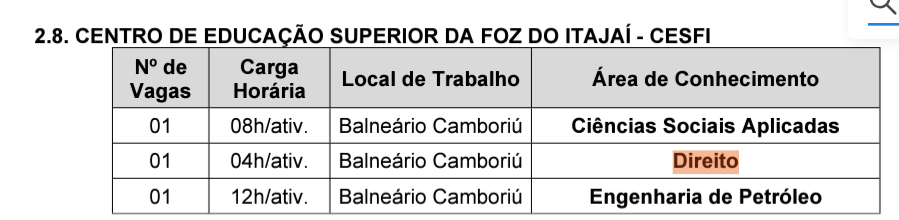 2.8. CENTRO DE EDUCAÇÃO SUPERIOR DA FOZ DO ITAJAÍ - CESFI
Nº de Vagas Carga Horária Local de Trabalho Área de Conhecimento
01 08h/ativ. Balneário Camboriú Ciências Sociais Aplicadas
01 04h/ativ. Balneário Camboriú Direito
01 12h/ativ. Balneário Camboriú Engenharia de Petróleo